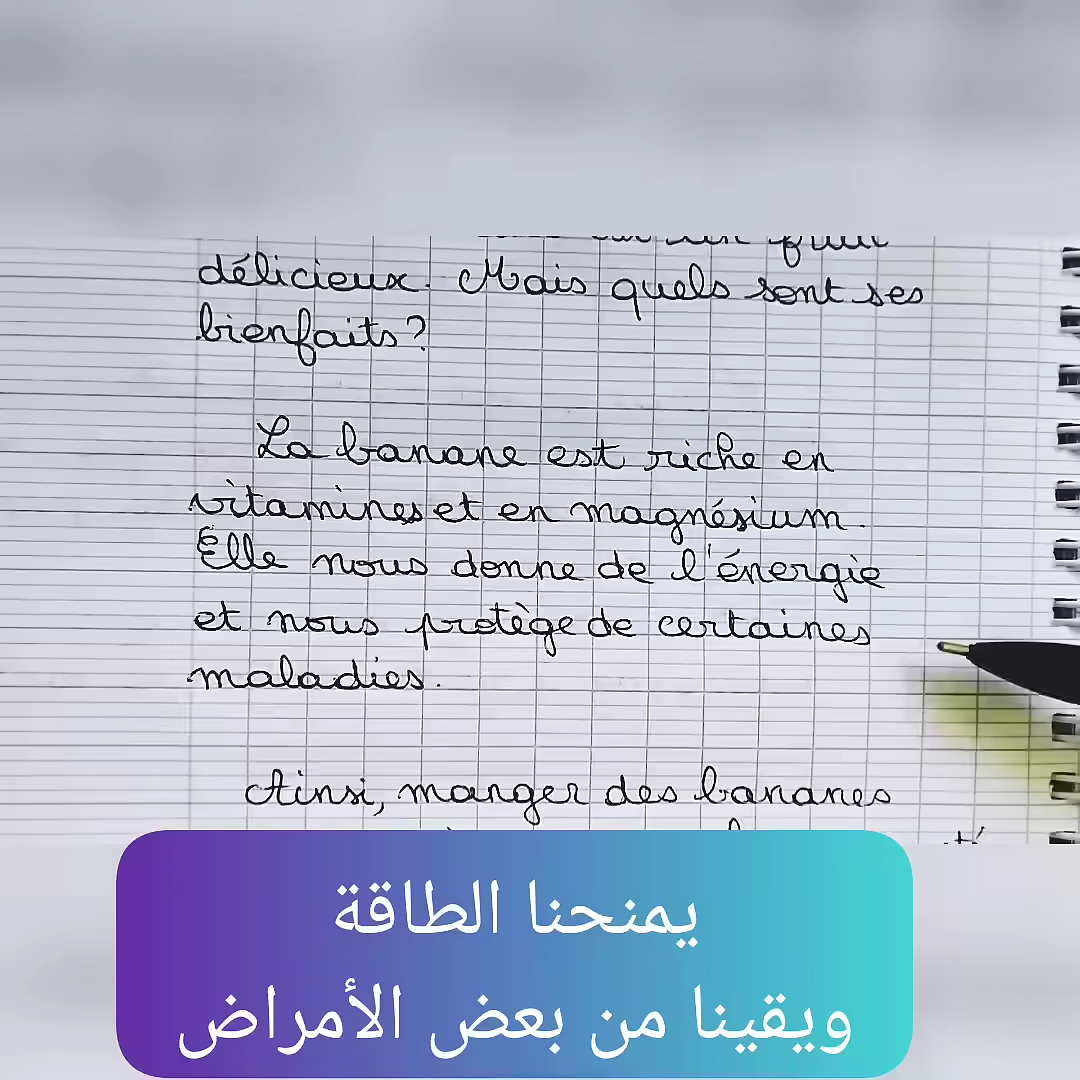 délicieux. Mais quels sont ses
bienfaits?
La banane est riche en
vitamines et en magnésium.
Elle nous donne de l'énergie
et nous protège de certaines
maladies.
Ainsi, manger des bananes
يمنحنا الطاقة
ويقينا من بعض الأمراض